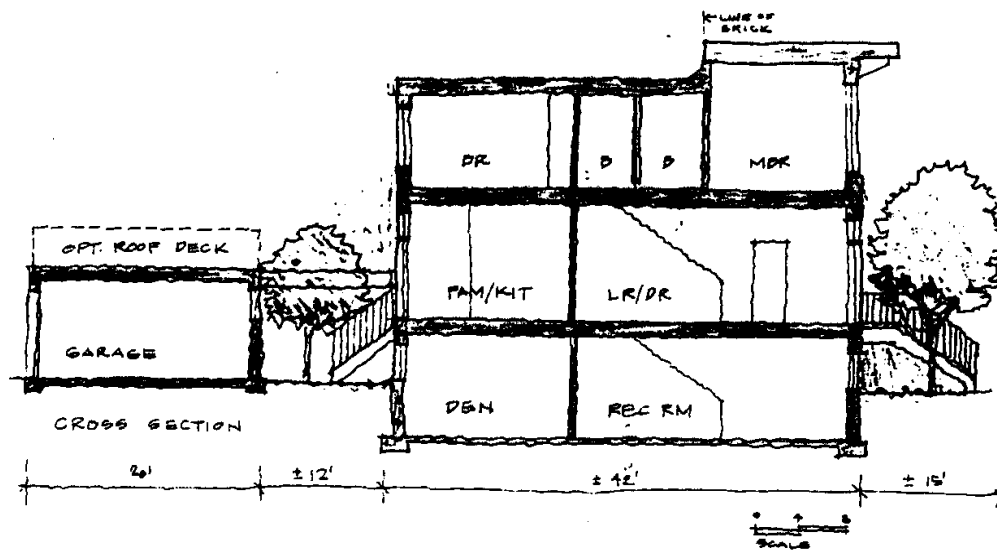 LINE OF
BRICK
BR
B
B
MBR
OPT. ROOF DECK
FAM/KIT
LR/DR
GARAGE
DEN
REC RM
CROSS SECTION
20'
± 12'
± 42'
± 15'
0 4 8
SCALE